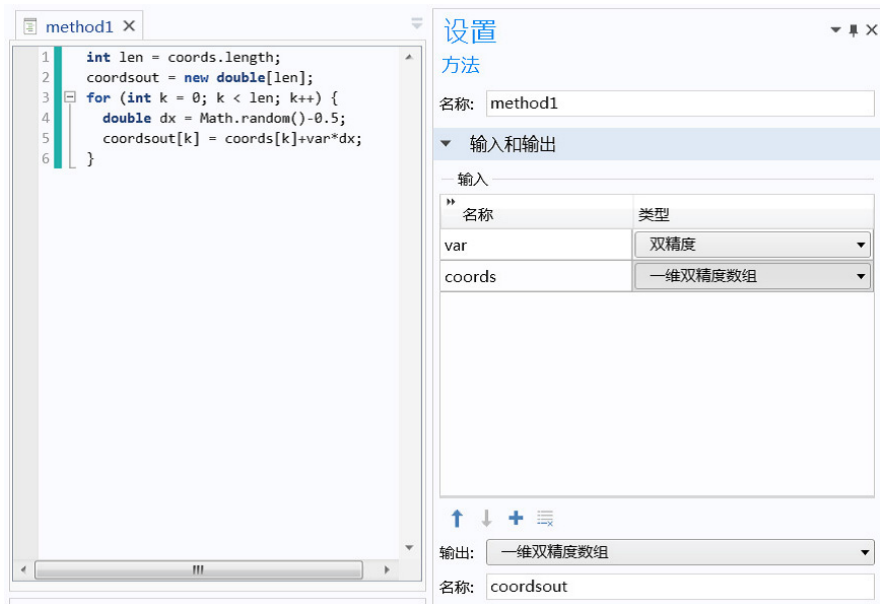 method1
1 int len = coords.length;
2 coordsout = new double[len];
3 for (int k = 0; k < len; k++) {
4 double dx = Math.random()-0.5;
5 coordsout[k] = coords[k]+var*dx;
6 }
设置
方法
名称: method1
输入和输出
输入
名称 类型
var 双精度
coords 一维双精度数组
输出: 一维双精度数组
名称: coordsout